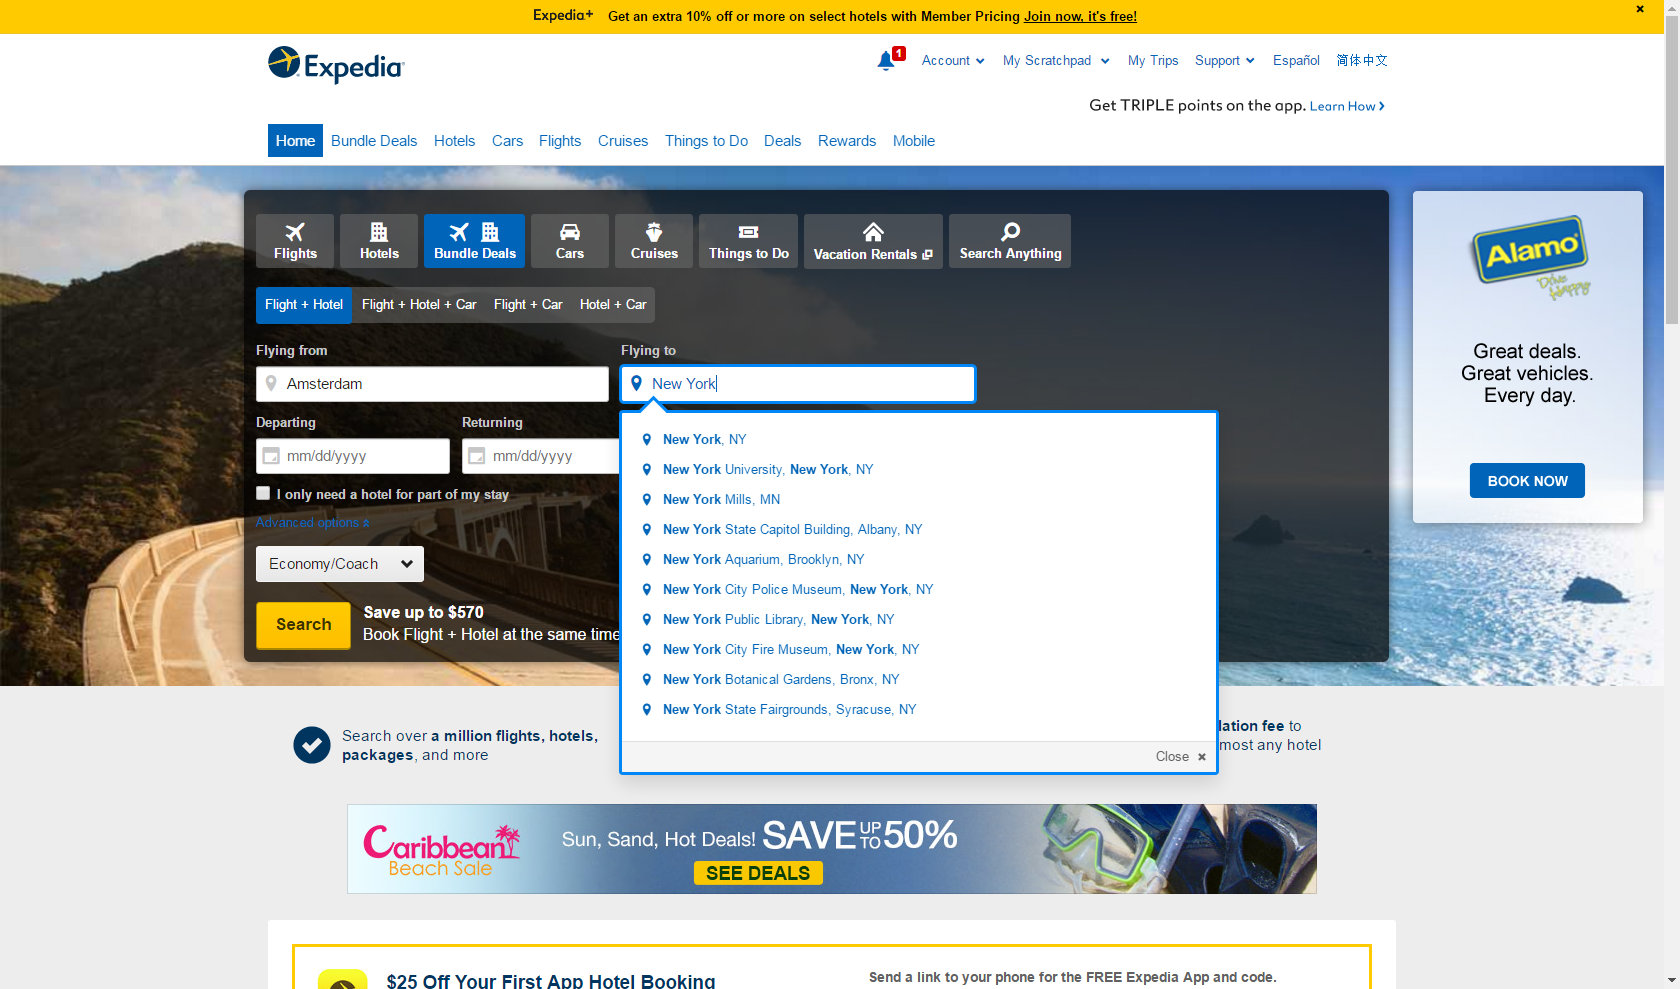 Expedia+ Get an extra 10% off or more on select hotels with Member Pricing Join now, it's free!
Expedia
1
Account
My Scratchpad
My Trips
Support
Español
简体中文
Get TRIPLE points on the app. Learn How
Home
Bundle Deals
Hotels
Cars
Flights
Cruises
Things to Do
Deals
Rewards
Mobile
Flights
Hotels
Bundle Deals
Cars
Cruises
Things to Do
Vacation Rentals
Search Anything
Flight + Hotel
Flight + Hotel + Car
Flight + Car
Hotel + Car
Flying from
Flying to
Amsterdam
New York
Departing
Returning
mm/dd/yyyy
mm/dd/yyyy
I only need a hotel for part of my stay
Advanced options
Economy/Coach
Search
Save up to $570
Book Flight + Hotel at the same time
New York, NY
New York University, New York, NY
New York Mills, MN
New York State Capitol Building, Albany, NY
New York Aquarium, Brooklyn, NY
New York City Police Museum, New York, NY
New York Public Library, New York, NY
New York City Fire Museum, New York, NY
New York Botanical Gardens, Bronx, NY
New York State Fairgrounds, Syracuse, NY
Close
Alamo
Drive Happy
Great deals.
Great vehicles.
Every day.
BOOK NOW
Search over a million flights, hotels,
packages, and more
lation fee to
most any hotel
Caribbean
Beach Sale
Sun, Sand, Hot Deals! SAVE UP TO 50%
SEE DEALS
$25 Off Your First App Hotel Booking
Send a link to your phone for the FREE Expedia App and code.